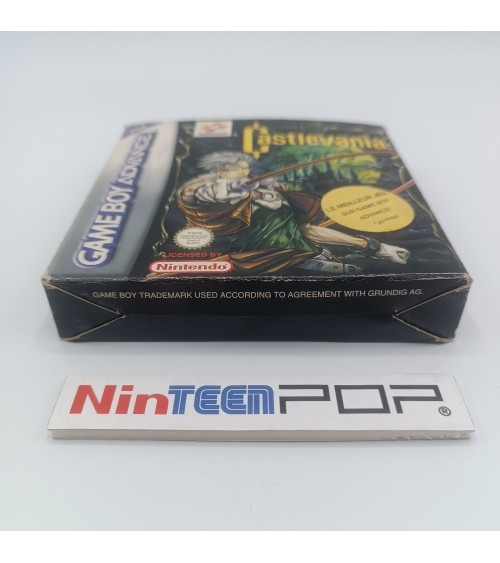 GAME BOY ADVANCE
Castlevania
LE MEILLEUR JEU
SUR GAME BOY
ADVANCE!
LICENSED BY
Nintendo
GAME BOY TRADEMARK USED ACCORDING TO AGREEMENT WITH GRUNDIG AG.
NinTEENPOP®